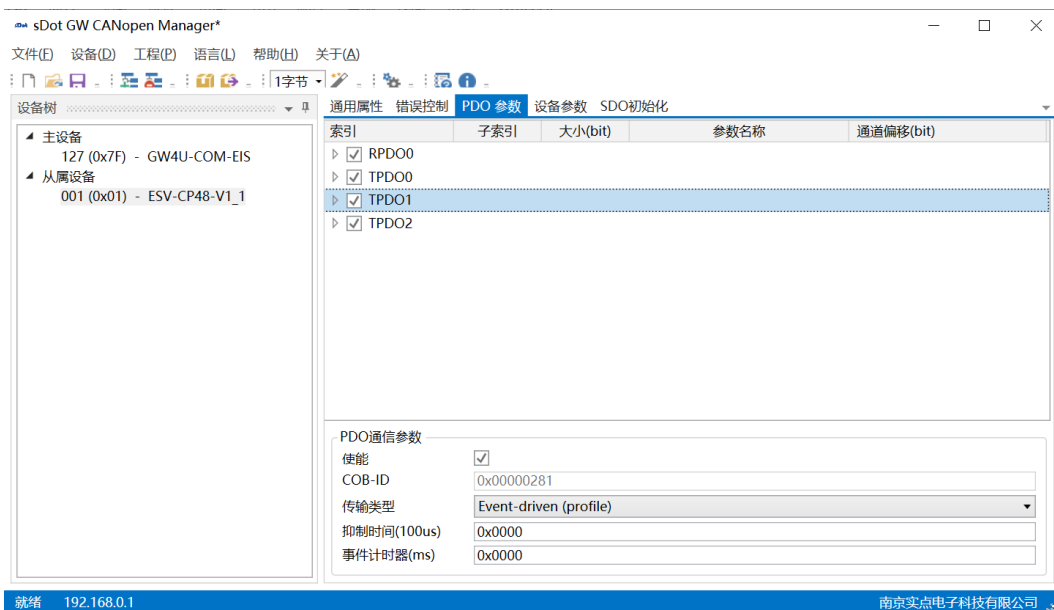 sDot GW CANopen Manager*
文件(F) 设备(D) 工程(P) 语言(L) 帮助(H) 关于(A)
1字节
设备树
通用属性 错误控制 PDO 参数 设备参数 SDO初始化
主设备
127 (0x7F) - GW4U-COM-EIS
从属设备
001 (0x01) - ESV-CP48-V1_1
索引 子索引 大小(bit) 参数名称 通道偏移(bit)
RPDO0
TPDO0
TPDO1
TPDO2
PDO通信参数
使能
COB-ID 0x00000281
传输类型 Event-driven (profile)
抑制时间(100us) 0x0000
事件计时器(ms) 0x0000
就绪 192.168.0.1 南京实点电子科技有限公司